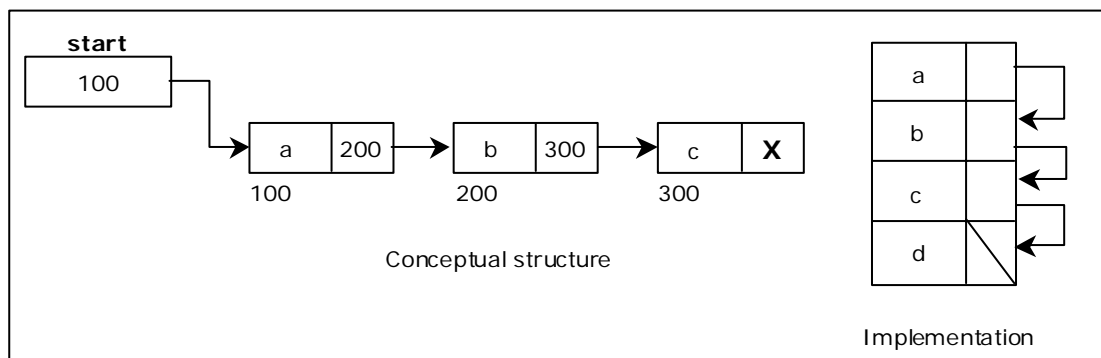 start
100
a 200 b 300 c X
100 200 300
Conceptual structure
a
b
c
d
Implementation